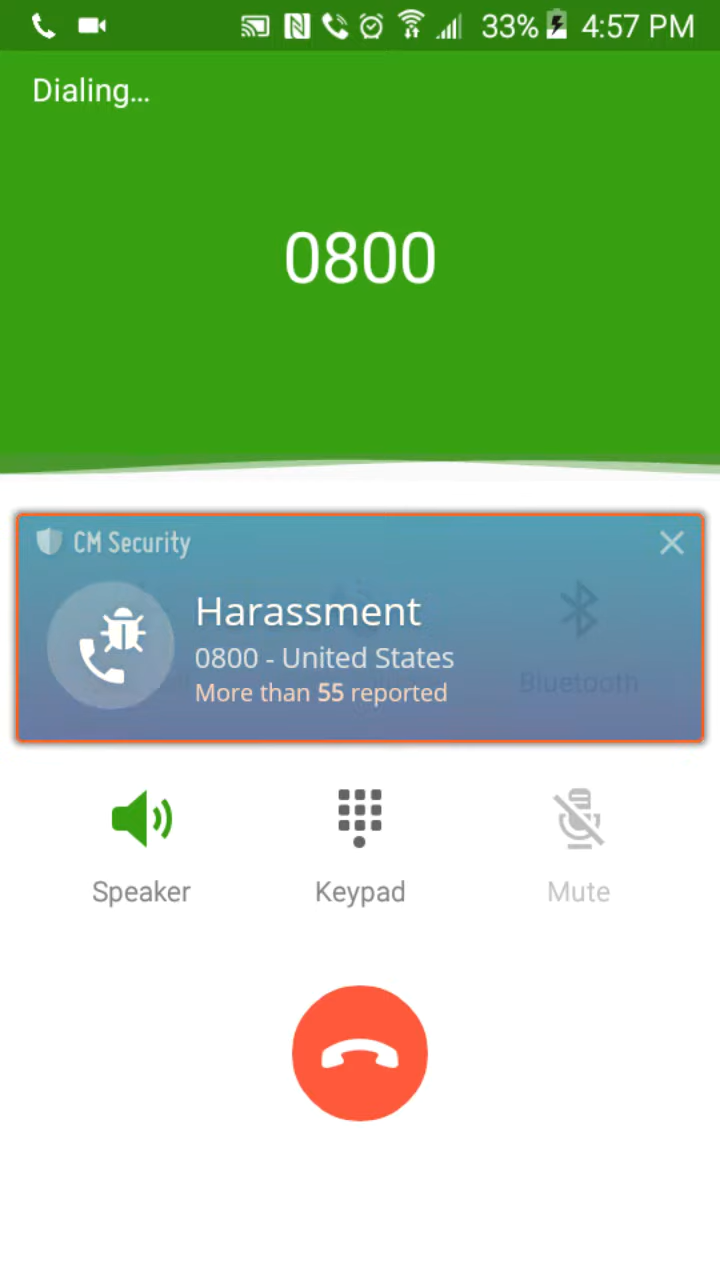 33% 4:57 PM
Dialing...
0800
CM Security
Harassment
0800 - United States
More than 55 reported
Bluetooth
Speaker
Keypad
Mute